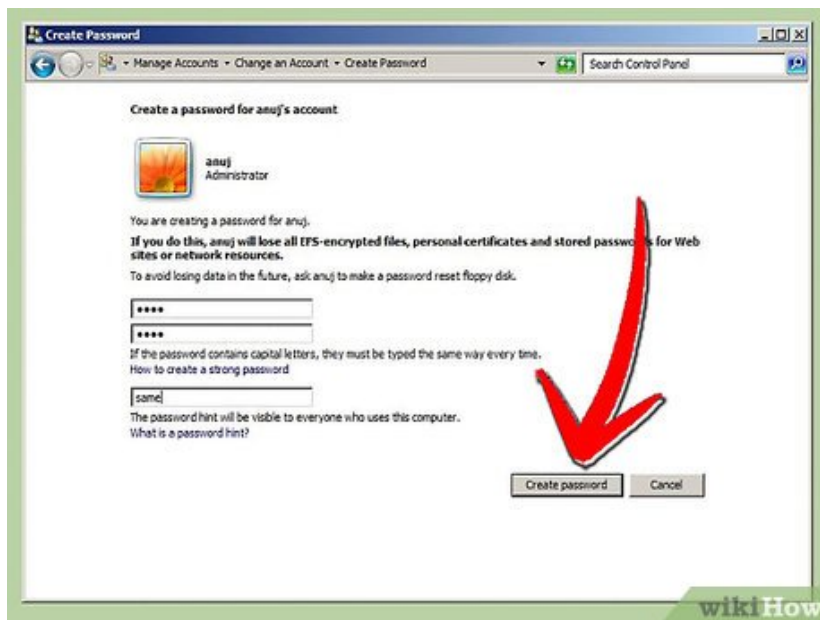 Create Password
Manage Accounts Change an Account Create Password Search Control Panel
Create a password for anuj's account
anuj
Administrator
You are creating a password for anuj.
If you do this, anuj will lose all EFS-encrypted files, personal certificates and stored passwords for Web
sites or network resources.
To avoid losing data in the future, ask anuj to make a password reset floppy disk.
If the password contains capital letters, they must be typed the same way every time.
How to create a strong password
same
The password hint will be visible to everyone who uses this computer.
What is a password hint?
Create password Cancel
wikiHow